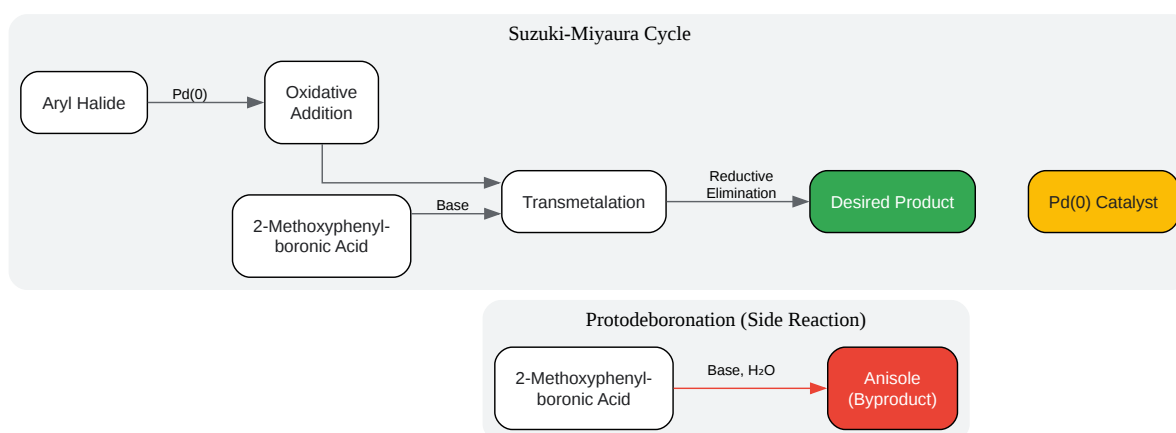 Suzuki-Miyaura Cycle
Aryl Halide
Pd(0)
Oxidative
Addition
2-Methoxyphenyl-
boronic Acid
Base
Transmetalation
Reductive
Elimination
Desired Product
Pd(0) Catalyst
Protodeboronation (Side Reaction)
2-Methoxyphenyl-
boronic Acid
Base, H₂O
Anisole
(Byproduct)